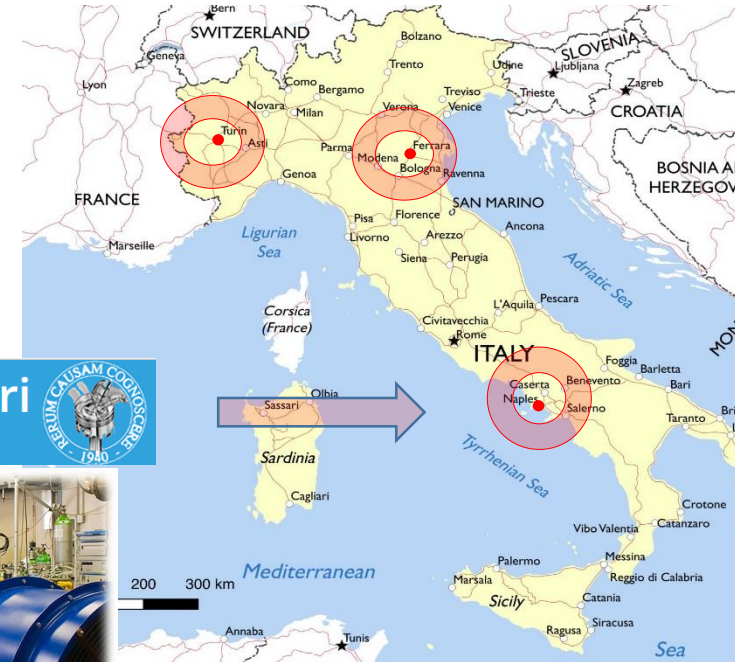 Bern
SWITZERLAND
Geneva
Lyon
Bolzano
Trento
Udine
SLOVENIA
Ljubljana
Zagreb
CROATIA
Trieste
Como
Bergamo
Treviso
Novara
Milan
Verona
Venice
Turin
Asti
Parma
Modena
Ferrara
Bologna
Ravenna
Genoa
FRANCE
BOSNIA A
HERZEGOV
SAN MARINO
Marseille
Ligurian
Sea
Pisa
Florence
Livorno
Arezzo
Ancona
Siena
Perugia
Adriatic Sea
Corsica
(France)
L'Aquila
Pescara
Civitavecchia
Rome
ITALY
MON
Foggia
Barletta
Bari
Caserta
Benevento
Naples
Salerno
Taranto
Bri
ri
RERUM CAUSAM COGNOSCERE
- 1940 -
Olbia
Sassari
Sardinia
Cagliari
Tyrrhenian Sea
Crotone
Catanzaro
Vibo Valentia
Messina
Reggio di Calabria
Palermo
Marsala
Sicily
Catania
Siracusa
Ragusa
200 300 km
Mediterranean
Sea
Annaba
Tunis